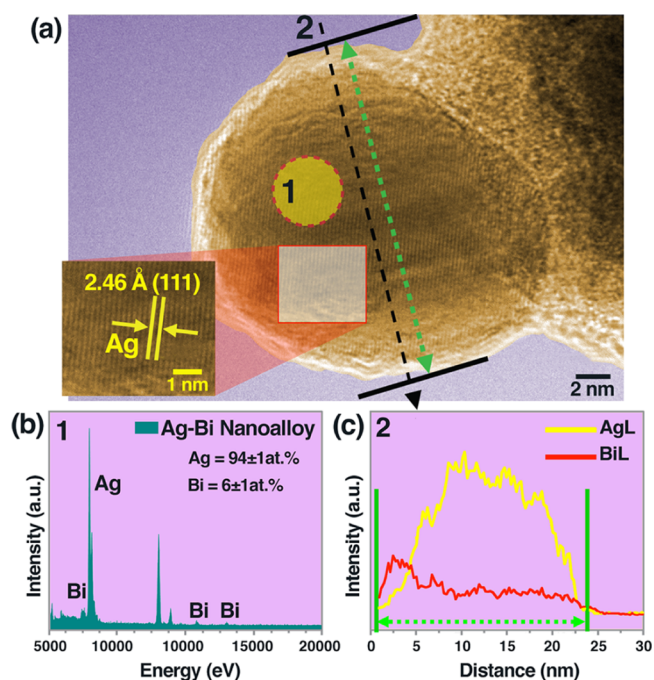 (a)
2
1
2.46 Å (111)
Ag
1 nm
2 nm
(b)
1
Ag-Bi Nanoalloy
Ag = 94±1at.%
Bi = 6±1at.%
Ag
Bi
Bi
Bi
Intensity (a.u.)
5000
10000
15000
20000
Energy (eV)
(c)
2
AgL
BiL
Intensity (a.u.)
0
5
10
15
20
25
30
Distance (nm)